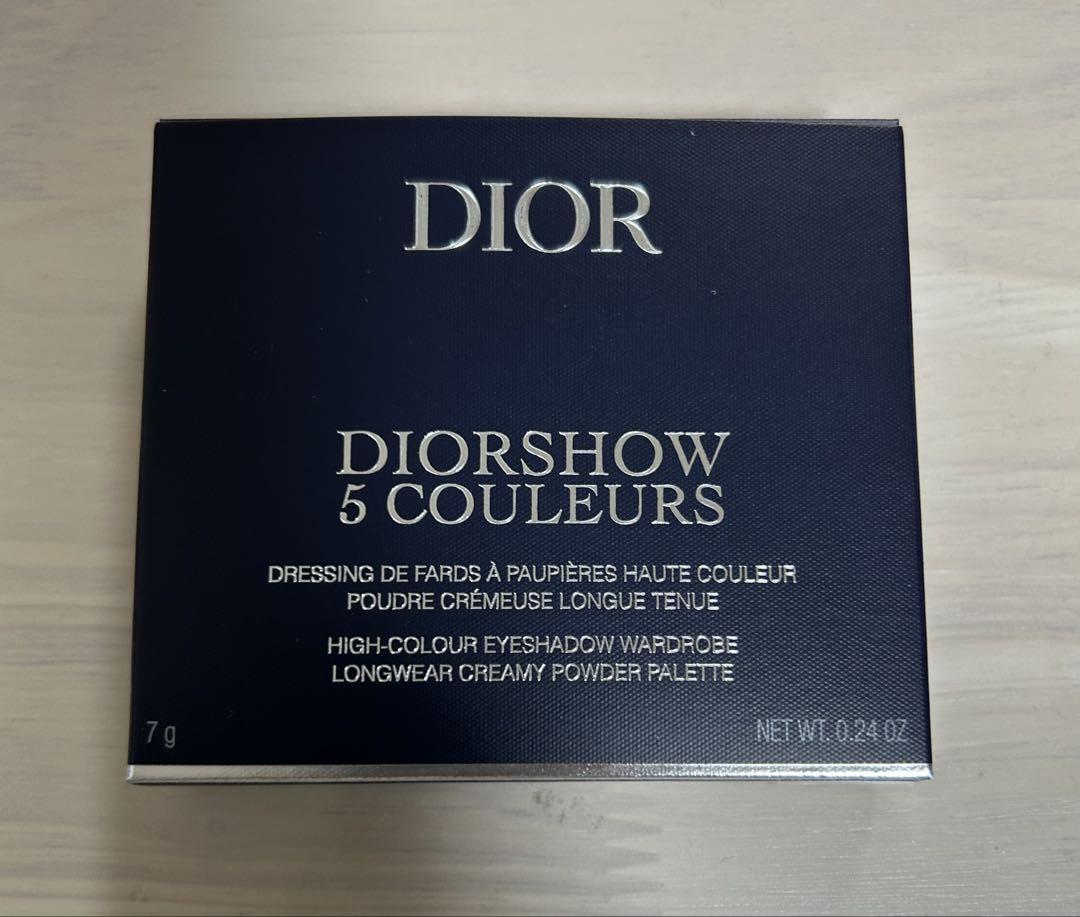 DIOR
DIORSHOW
5 COULEURS
DRESSING DE FARDS À PAUPIÈRES HAUTE COULEUR
POUDRE CRÉMEUSE LONGUE TENUE
HIGH-COLOUR EYESHADOW WARDROBE
LONGWEAR CREAMY POWDER PALETTE
7 g
NET WT. 0.24 OZ